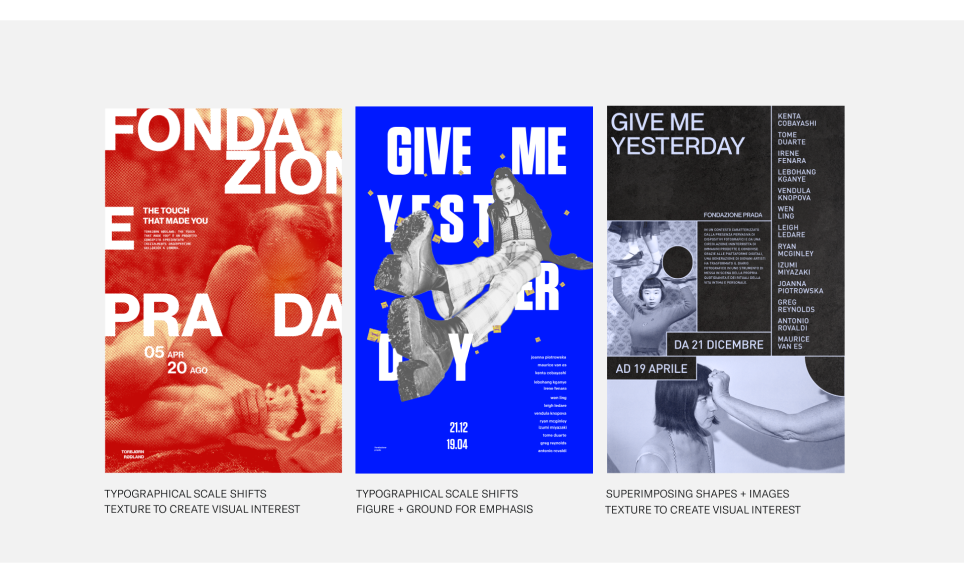 FONDA
ZION
E
THE TOUCH
THAT MADE YOU
PRA DA
05 APR
20 AGO
TORBJØRN
RØDLAND
GIVE ME
YEST
ER
D Y
joanna piotrowska
maurice van es
kenta cobayashi
lebohang kganye
irene fenara
wen ling
leigh ledare
vendula knopova
ryan mcginley
izumi miyazaki
tome duarte
greg reynolds
antonio rovaldi
21.12
19.04
GIVE ME
YESTERDAY
FONDAZIONE PRADA
KENTA
COBAYASHI
TOME
DUARTE
IRENE
FENARA
LEBOHANG
KGANYE
VENDULA
KNOPOVA
WEN
LING
LEIGH
LEDARE
RYAN
MCGINLEY
IZUMI
MIYAZAKI
JOANNA
PIOTROWSKA
GREG
REYNOLDS
ANTONIO
ROVALDI
MAURICE
VAN ES
DA 21 DICEMBRE
AD 19 APRILE
TYPOGRAPHICAL SCALE SHIFTS
TEXTURE TO CREATE VISUAL INTEREST
TYPOGRAPHICAL SCALE SHIFTS
FIGURE + GROUND FOR EMPHASIS
SUPERIMPOSING SHAPES + IMAGES
TEXTURE TO CREATE VISUAL INTEREST